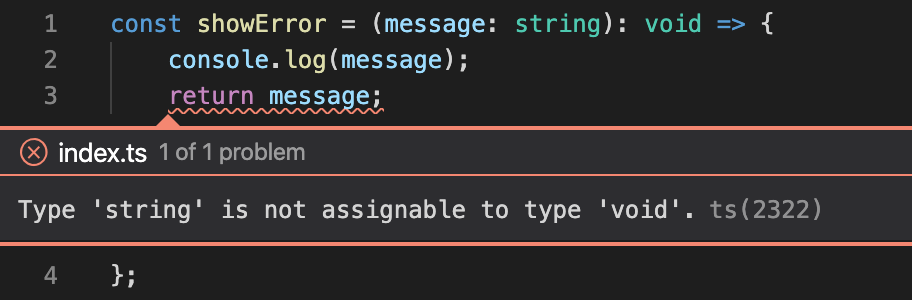 1 const showError = (message: string): void => {
2 console.log(message);
3 return message;
index.ts 1 of 1 problem
Type 'string' is not assignable to type 'void'. ts(2322)
4 };